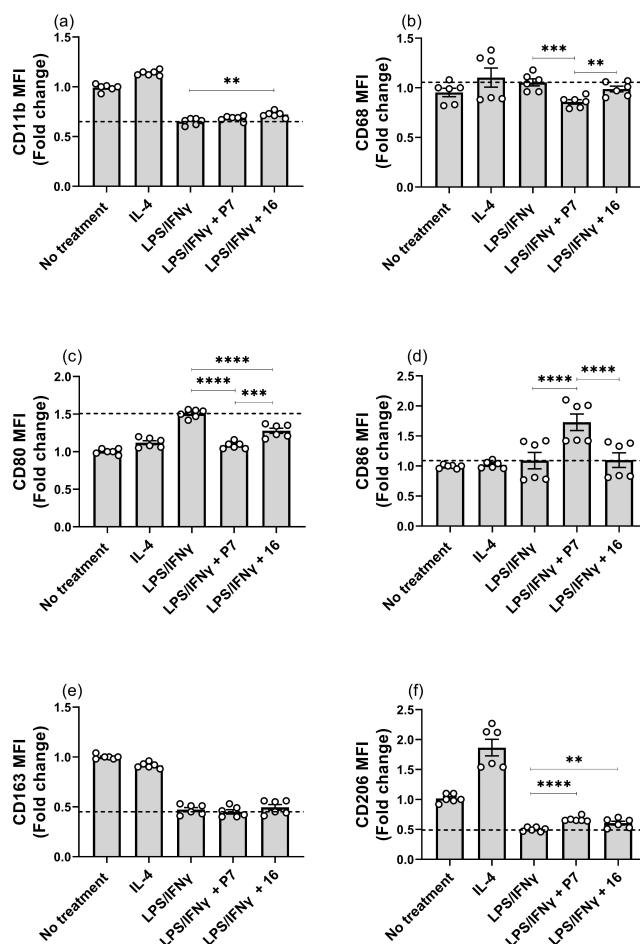 (a)
CD11b MFI
(Fold change)
1.5
1.0
0.5
0.0
**
No treatment
IL-4
LPS/IFNγ
LPS/IFNγ + P7
LPS/IFNγ + 16
(b)
CD68 MFI
(Fold change)
1.5
1.0
0.5
0.0
***
**
No treatment
IL-4
LPS/IFNγ
LPS/IFNγ + P7
LPS/IFNγ + 16
(c)
CD80 MFI
(Fold change)
2.0
1.5
1.0
0.5
0.0
****
****
***
No treatment
IL-4
LPS/IFNγ
LPS/IFNγ + P7
LPS/IFNγ + 16
(d)
CD86 MFI
(Fold change)
2.5
2.0
1.5
1.0
0.5
0.0
****
****
No treatment
IL-4
LPS/IFNγ
LPS/IFNγ + P7
LPS/IFNγ + 16
(e)
CD163 MFI
(Fold change)
1.5
1.0
0.5
0.0
No treatment
IL-4
LPS/IFNγ
LPS/IFNγ + P7
LPS/IFNγ + 16
(f)
CD206 MFI
(Fold change)
2.5
2.0
1.5
1.0
0.5
0.0
**
****
No treatment
IL-4
LPS/IFNγ
LPS/IFNγ + P7
LPS/IFNγ + 16